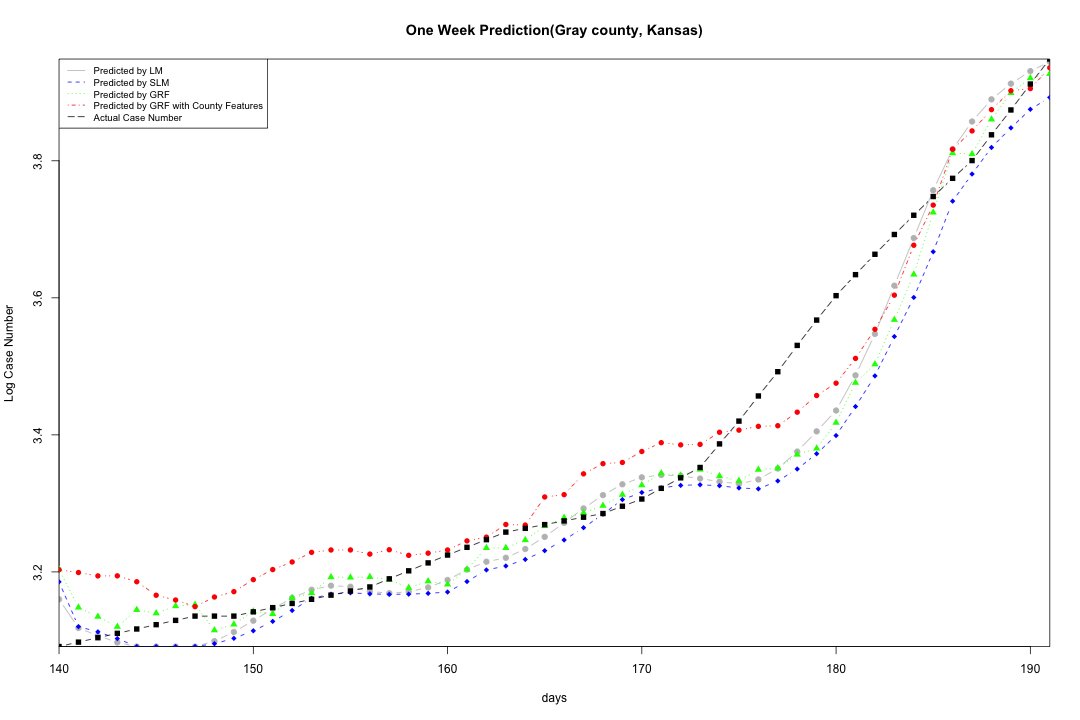 One Week Prediction(Gray county, Kansas)
Predicted by LM
Predicted by SLM
Predicted by GRF
Predicted by GRF with County Features
Actual Case Number
3.8
3.6
3.4
3.2
Log Case Number
140
150
160
170
180
190
days